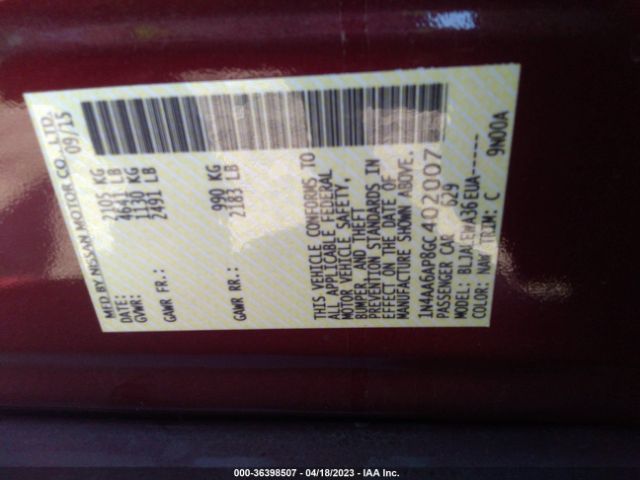 MFD BY NISSAN MOTOR CO., LTD.
DATE: 09/15
GVWR: 2105 KG
4641 LB
GAWR FR.: 1130 KG
2491 LB
GAWR RR.: 990 KG
2183 LB
THIS VEHICLE CONFORMS TO
ALL APPLICABLE FEDERAL
MOTOR VEHICLE SAFETY,
BUMPER, AND THEFT
PREVENTION STANDARDS IN
EFFECT ON THE DATE OF
MANUFACTURE SHOWN ABOVE.
1N4AA6AP8GC402007
PASSENGER CAR 629
MODEL: BLJALEWA36EUA-----
COLOR: NAW TRIM: C 9N00A
000-36398507 - 04/18/2023 - IAA Inc.